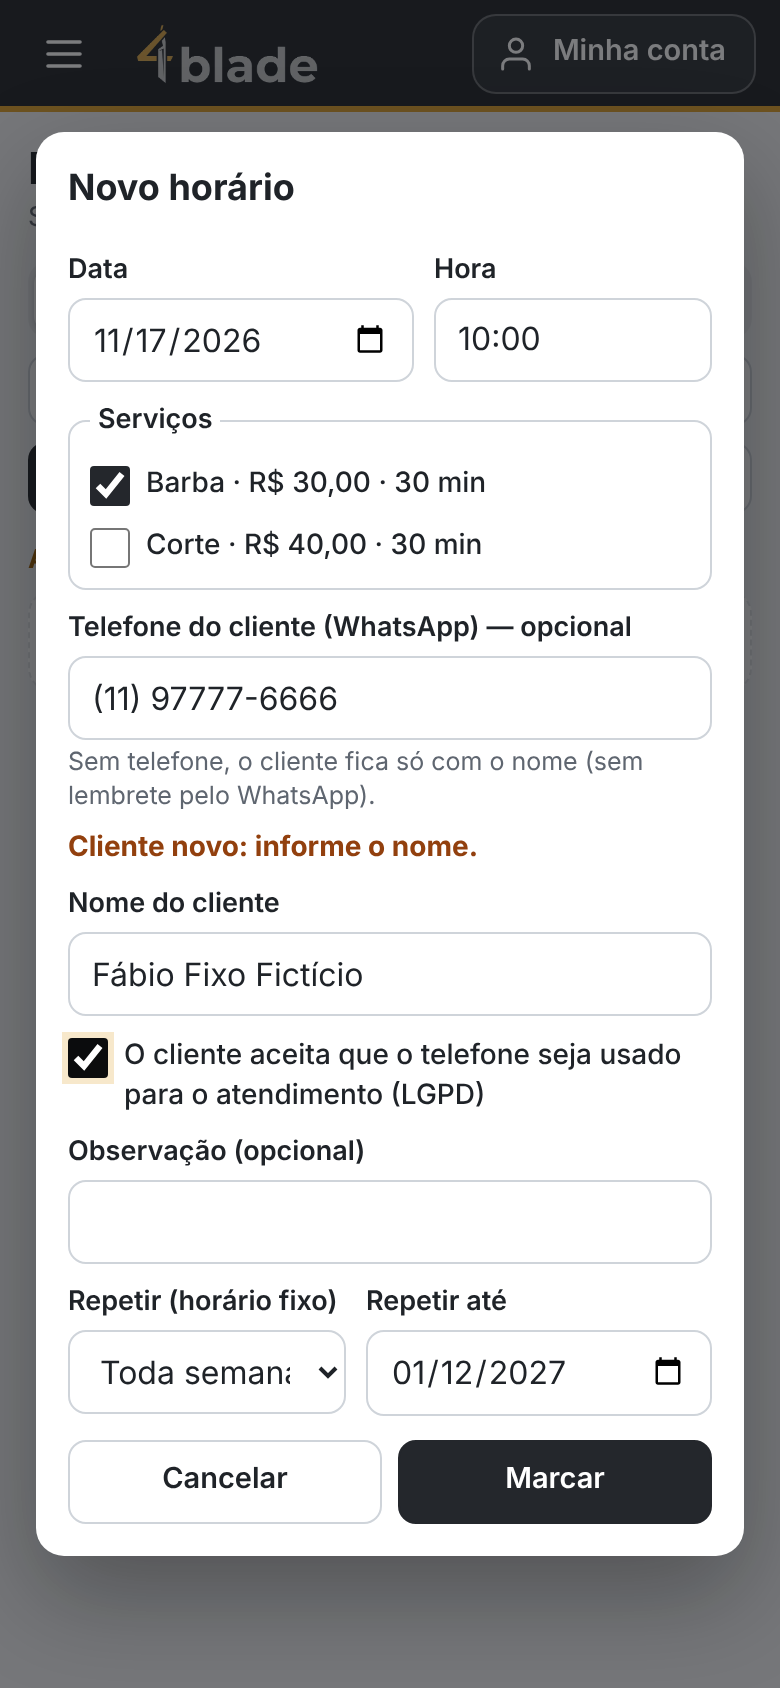 4blade
Minha conta
Novo horário
Data
Hora
11/17/2026
10:00
Serviços
Barba · R$ 30,00 · 30 min
Corte · R$ 40,00 · 30 min
Telefone do cliente (WhatsApp) — opcional
(11) 97777-6666
Sem telefone, o cliente fica só com o nome (sem
lembrete pelo WhatsApp).
Cliente novo: informe o nome.
Nome do cliente
Fábio Fixo Fictício
O cliente aceita que o telefone seja usado
para o atendimento (LGPD)
Observação (opcional)
Repetir (horário fixo)
Repetir até
Toda semana
01/12/2027
Cancelar
Marcar